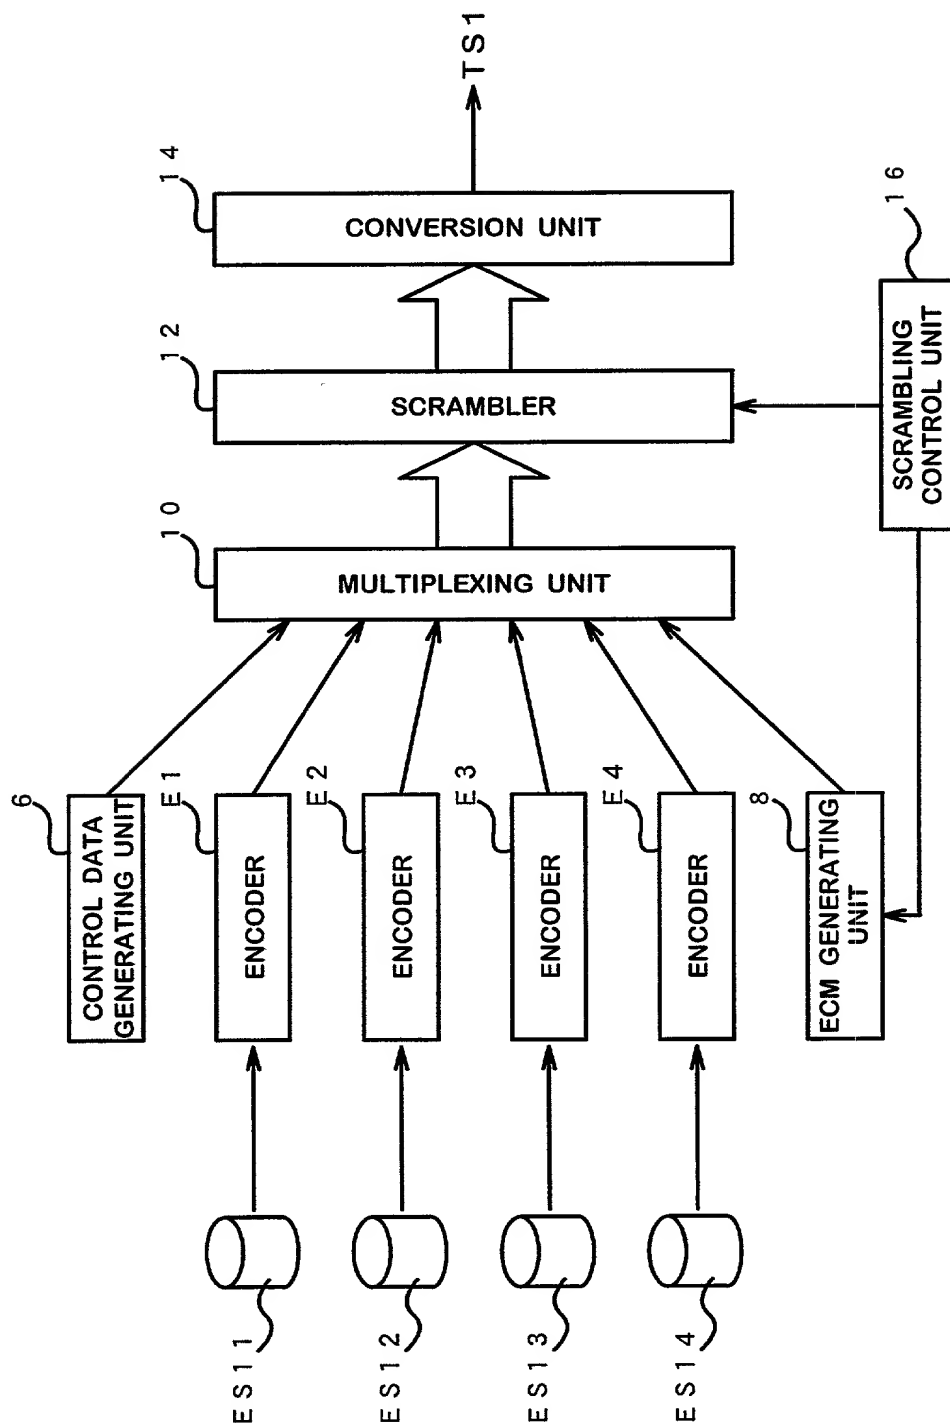 TS1
14
CONVERSION UNIT
12
SCRAMBLER
16
SCRAMBLING
CONTROL UNIT
10
MULTIPLEXING UNIT
6
CONTROL DATA
GENERATING UNIT
E1
ENCODER
E2
ENCODER
E3
ENCODER
E4
ENCODER
8
ECM GENERATING
UNIT
ES11
ES12
ES13
ES14